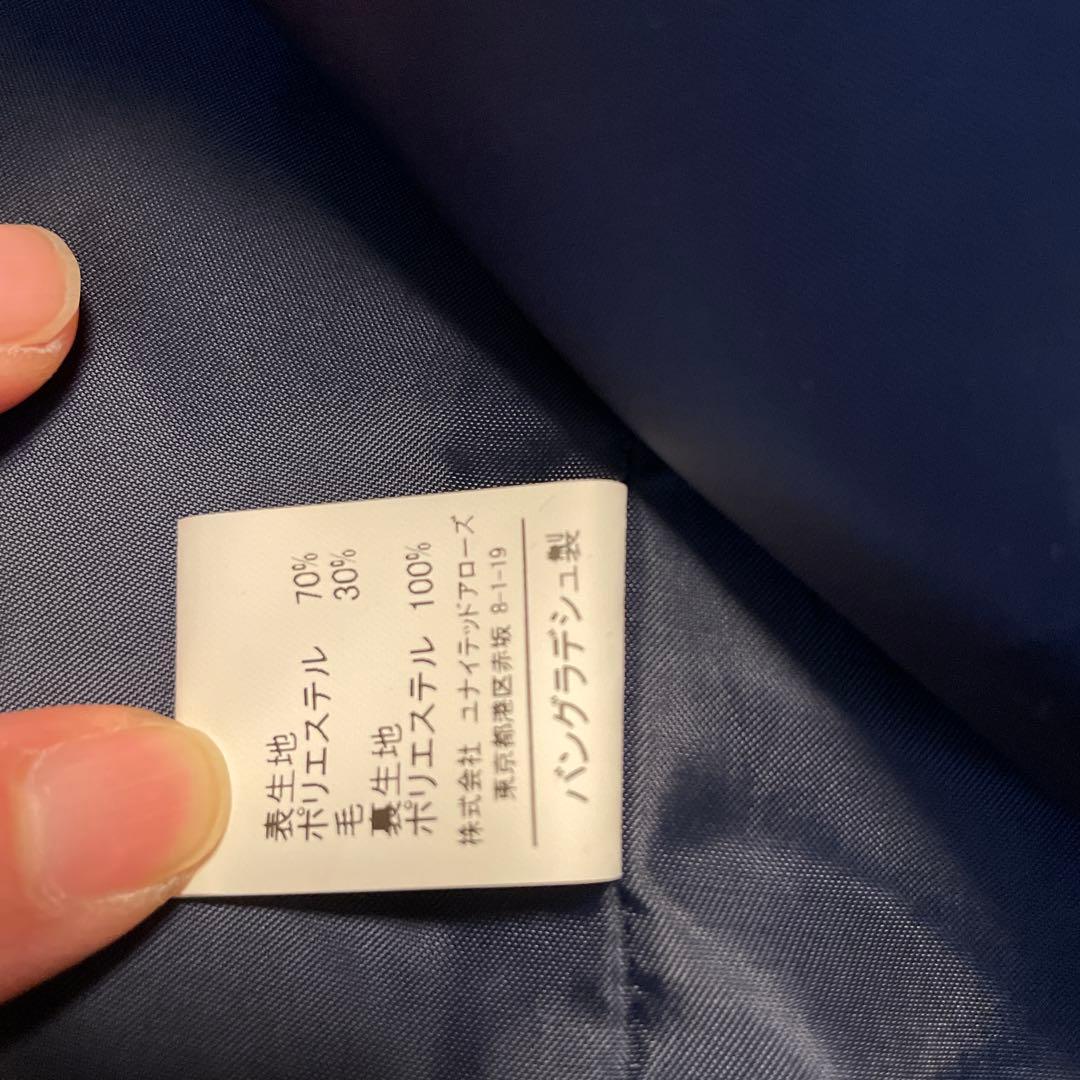 表生地
ポリエステル 70%
毛 30%
裏生地
ポリエステル 100%
株式会社 ユナイテッドアローズ
東京都港区赤坂 8-1-19
バングラデシュ製